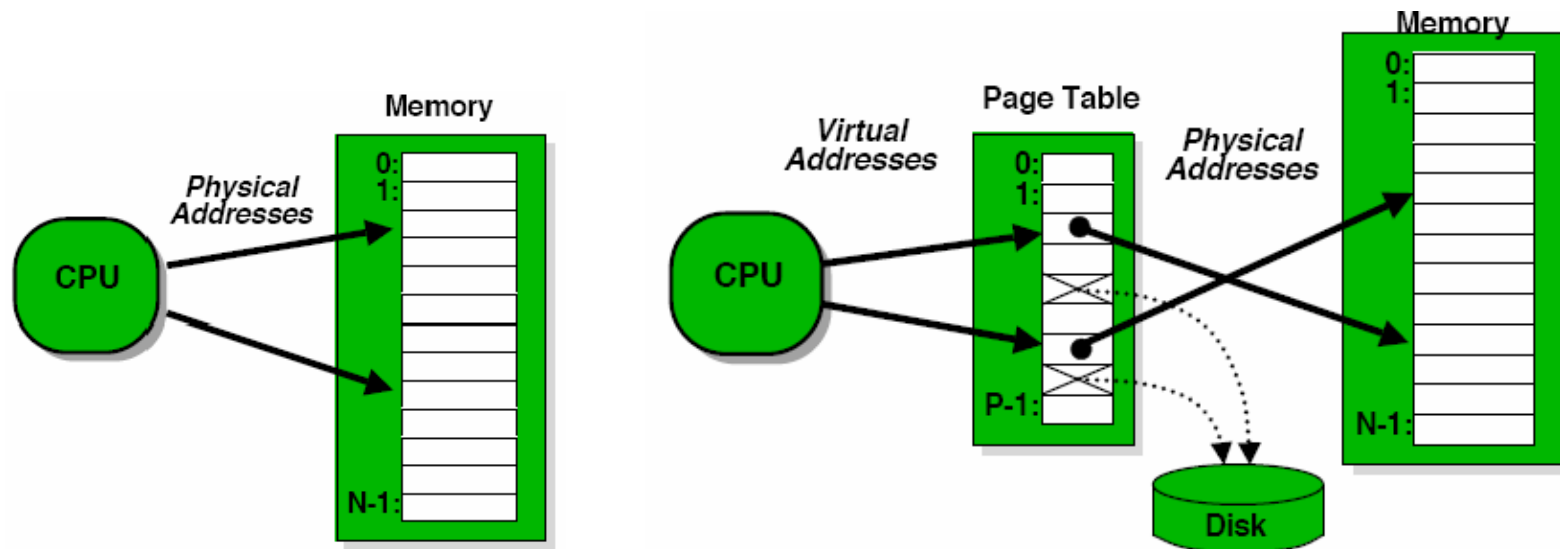 Memory
0:
1:
Physical
Addresses
CPU
N-1:
Memory
0:
1:
Page Table
Virtual
Addresses
Physical
Addresses
0:
1:
CPU
P-1:
N-1:
Disk